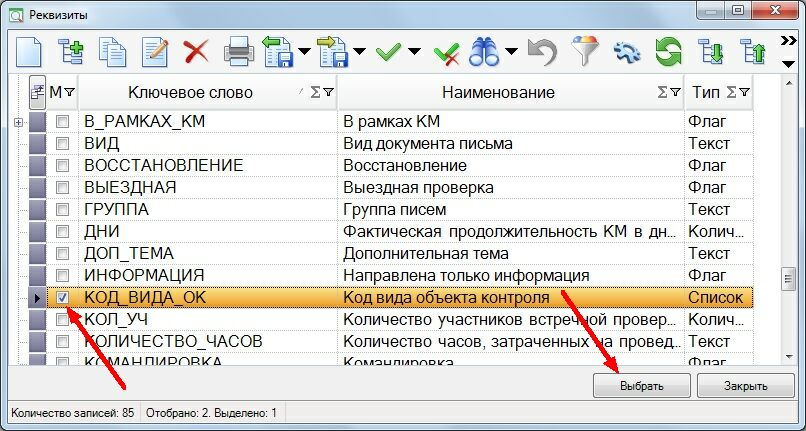 Реквизиты
М Ключевое слово Σ Наименование Σ Тип Σ
В_РАМКАХ_КМ В рамках КМ Флаг
ВИД Вид документа письма Текст
ВОССТАНОВЛЕНИЕ Восстановление Флаг
ВЫЕЗДНАЯ Выездная проверка Флаг
ГРУППА Группа писем Текст
ДНИ Фактическая продолжительность КМ в дн... Колич...
ДОП_ТЕМА Дополнительная тема Текст
ИНФОРМАЦИЯ Направлена только информация Флаг
КОД_ВИДА_ОК Код вида объекта контроля Список
КОЛ_УЧ Количество участников встречной провер... Колич...
КОЛИЧЕСТВО_ЧАСОВ Количество часов, затраченных на провед... Текст
КОМАНДИРОВКА Командировка Флаг
Выбрать Закрыть
Количество записей: 85 Отобрано: 2. Выделено: 1